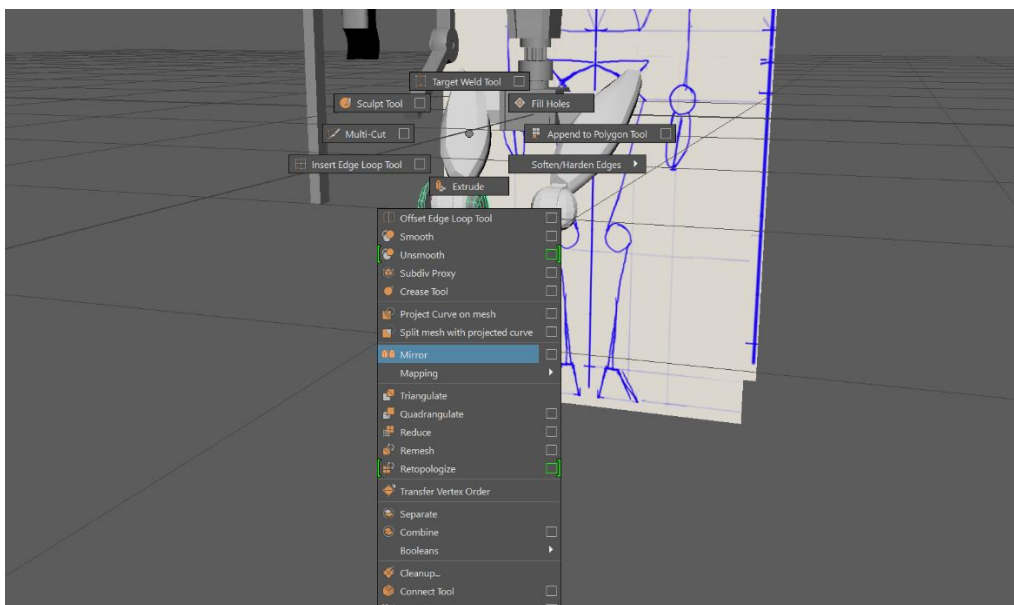 Target Weld Tool
Sculpt Tool
Fill Holes
Multi-Cut
Append to Polygon Tool
Insert Edge Loop Tool
Soften/Harden Edges
Extrude
Offset Edge Loop Tool
Smooth
Unsmooth
Subdiv Proxy
Crease Tool
Project Curve on mesh
Split mesh with projected curve
Mirror
Mapping
Triangulate
Quadrangulate
Reduce
Remesh
Retopologize
Transfer Vertex Order
Separate
Combine
Booleans
Cleanup...
Connect Tool